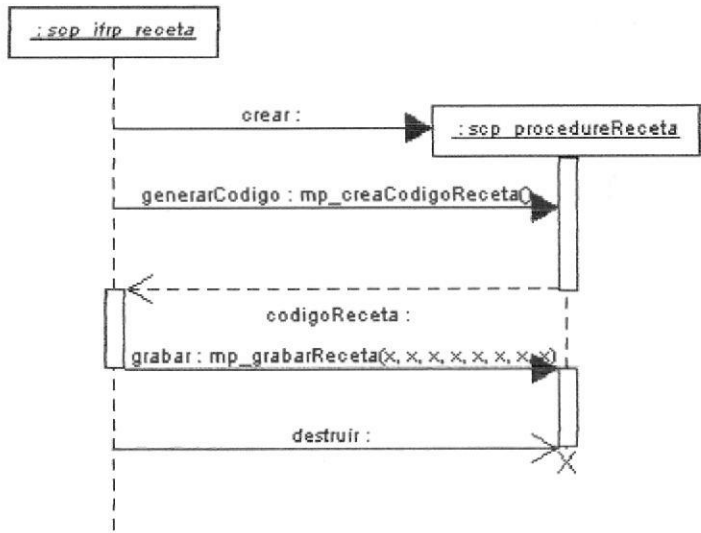 : scp_ifrp_receta
crear :
: scp_procedureReceta
generarCodigo : mp_creaCodigoReceta()
codigoReceta :
grabar : mp_grabarReceta(x, x, x, x, x, x, x, x)
destruir :
X